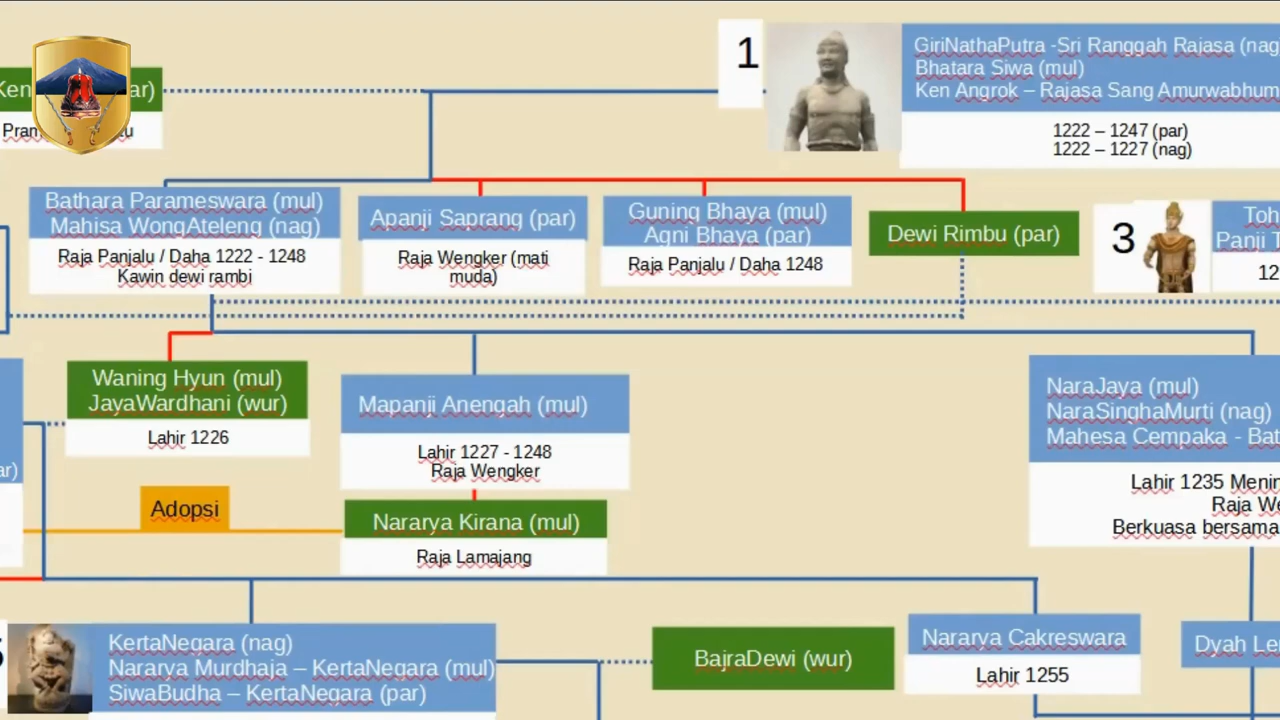 1
GiriNathaPutra -Sri Ranggah Rajasa (nag
Bhatara Siwa (mul)
Ken Angrok – Rajasa Sang Amurwabhum
1222 – 1247 (par)
1222 – 1227 (nag)
Ken
ar)
Bathara Parameswara (mul)
Mahisa WongAteleng (nag)
Raja Panjalu / Daha 1222 - 1248
Kawin dewi rambi
Apanji Saprang (par)
Raja Wengker (mati
muda)
Guning Bhaya (mul)
Agni Bhaya (par)
Raja Panjalu / Daha 1248
Dewi Rimbu (par)
3
Toh
Panji T
12
Waning Hyun (mul)
JayaWardhani (wur)
Lahir 1226
Mapanji Anengah (mul)
Lahir 1227 - 1248
Raja Wengker
NaraJaya (mul)
NaraSinghaMurti (nag)
Mahesa Cempaka - Bat
Lahir 1235 Menin
Raja We
Berkuasa bersama
ar)
Adopsi
Nararya Kirana (mul)
Raja Lamajang
KertaNegara (nag)
Nararya Murdhaja – KertaNegara (mul)
SiwaBudha – KertaNegara (par)
BajraDewi (wur)
Nararya Cakreswara
Lahir 1255
Dyah Le